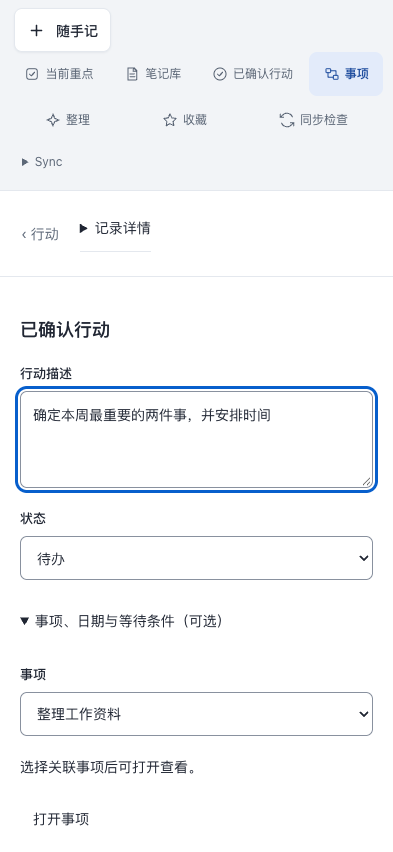 随手记
当前重点 笔记库 已确认行动 事项
整理 收藏 同步检查
Sync
‹ 行动 记录详情
已确认行动
行动描述
确定本周最重要的两件事，并安排时间
状态
待办
事项、日期与等待条件（可选）
事项
整理工作资料
选择关联事项后可打开查看。
打开事项